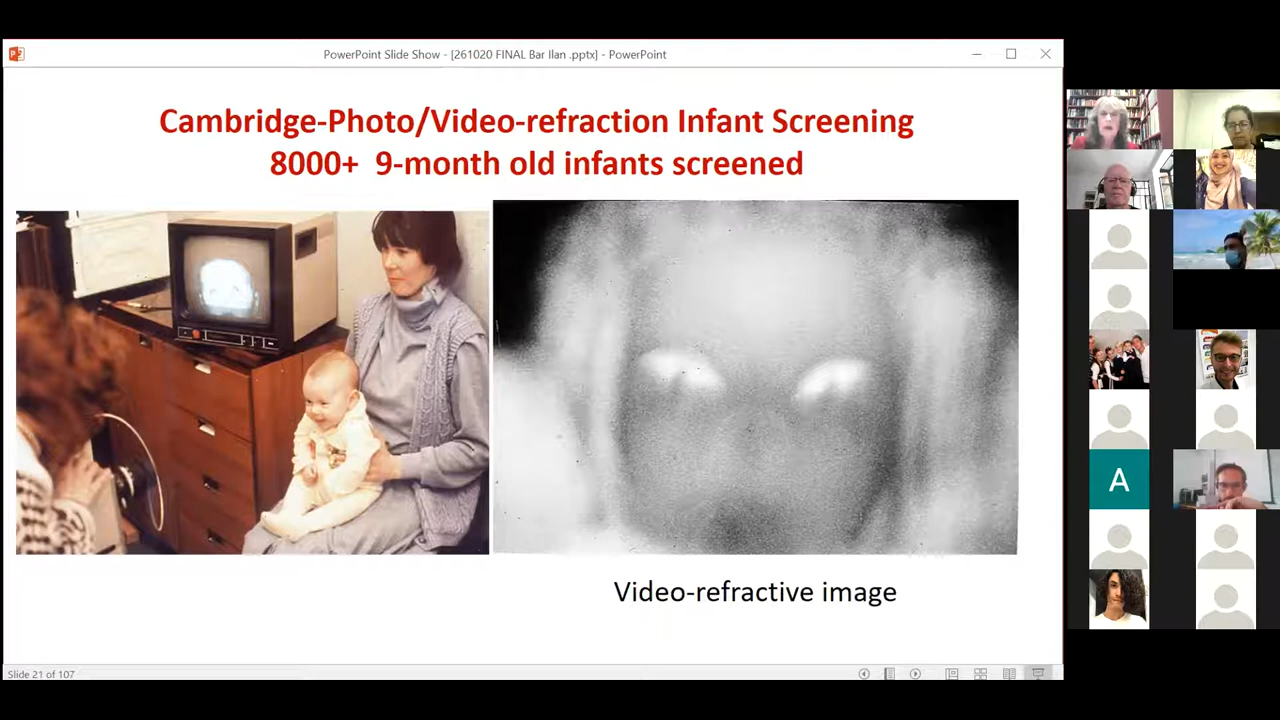 PowerPoint Slide Show - [261020 FINAL Bar Ilan .pptx] - PowerPoint
Cambridge-Photo/Video-refraction Infant Screening
8000+ 9-month old infants screened
Video-refractive image
Slide 21 of 107
A